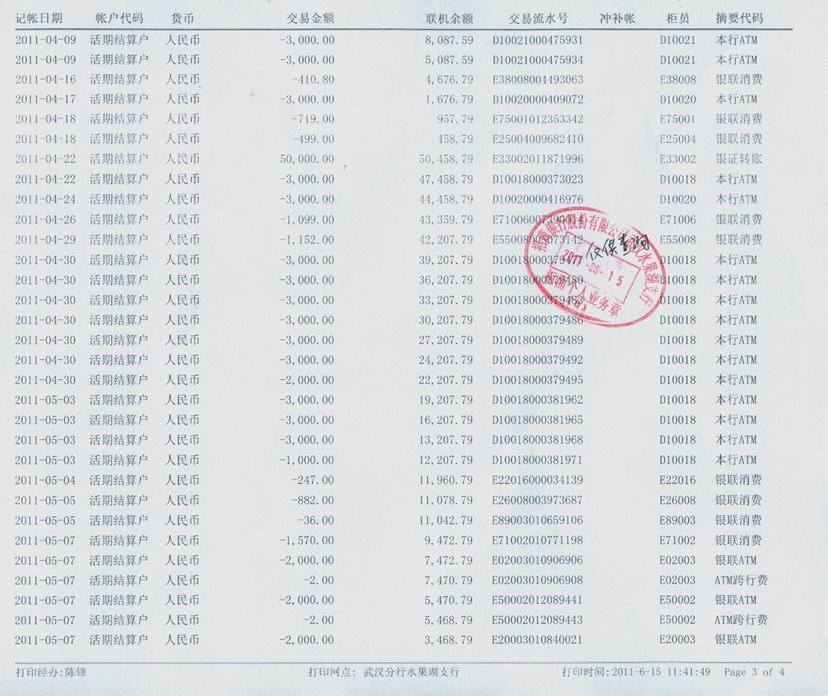 记帐日期 帐户代码 货币 交易金额 联机余额 交易流水号 冲补帐 柜员 摘要代码
2011-04-09 活期结算户 人民币 -3,000.00 8,087.59 D10021000475931 D10021 本行ATM
2011-04-09 活期结算户 人民币 -3,000.00 5,087.59 D10021000475934 D10021 本行ATM
2011-04-16 活期结算户 人民币 -410.80 4,676.79 E38008004493063 E38008 银联消费
2011-04-17 活期结算户 人民币 -3,000.00 1,676.79 D10020000409072 D10020 本行ATM
2011-04-18 活期结算户 人民币 -719.00 957.79 E75001012353342 E75001 银联消费
2011-04-18 活期结算户 人民币 -499.00 458.79 E25004009682410 E25004 银联消费
2011-04-22 活期结算户 人民币 50,000.00 50,458.79 E33002011871996 E33002 银证转账
2011-04-22 活期结算户 人民币 -3,000.00 47,458.79 D10018000373023 D10018 本行ATM
2011-04-24 活期结算户 人民币 -3,000.00 44,458.79 D10020000416976 D10020 本行ATM
2011-04-26 活期结算户 人民币 -1,099.00 43,359.79 E71006 银联消费
2011-04-29 活期结算户 人民币 -1,152.00 42,207.79 E55008 银联消费
2011-04-30 活期结算户 人民币 -3,000.00 39,207.79 D10018 本行ATM
2011-04-30 活期结算户 人民币 -3,000.00 36,207.79 D10018 本行ATM
2011-04-30 活期结算户 人民币 -3,000.00 33,207.79 D10018 本行ATM
2011-04-30 活期结算户 人民币 -3,000.00 30,207.79 D10018000379486 D10018 本行ATM
2011-04-30 活期结算户 人民币 -3,000.00 27,207.79 D10018000379489 D10018 本行ATM
2011-04-30 活期结算户 人民币 -3,000.00 24,207.79 D10018000379492 D10018 本行ATM
2011-04-30 活期结算户 人民币 -2,000.00 22,207.79 D10018000379495 D10018 本行ATM
2011-05-03 活期结算户 人民币 -3,000.00 19,207.79 D10018000381962 D10018 本行ATM
2011-05-03 活期结算户 人民币 -3,000.00 16,207.79 D10018000381965 D10018 本行ATM
2011-05-03 活期结算户 人民币 -3,000.00 13,207.79 D10018000381968 D10018 本行ATM
2011-05-03 活期结算户 人民币 -1,000.00 12,207.79 D10018000381971 D10018 本行ATM
2011-05-04 活期结算户 人民币 -247.00 11,960.79 E22016000034139 E22016 银联消费
2011-05-05 活期结算户 人民币 -882.00 11,078.79 E26008003973687 E26008 银联消费
2011-05-05 活期结算户 人民币 -36.00 11,042.79 E89003010659106 E89003 银联消费
2011-05-07 活期结算户 人民币 -1,570.00 9,472.79 E71002010771198 E71002 银联消费
2011-05-07 活期结算户 人民币 -2,000.00 7,472.79 E02003010906906 E02003 银联ATM
2011-05-07 活期结算户 人民币 -2.00 7,470.79 E02003010906908 E02003 ATM跨行费
2011-05-07 活期结算户 人民币 -2,000.00 5,470.79 E50002012089441 E50002 银联ATM
2011-05-07 活期结算户 人民币 -2.00 5,468.79 E50002012089443 E50002 ATM跨行费
2011-05-07 活期结算户 人民币 -2,000.00 3,468.79 E20003010840021 E20003 银联ATM
仅供查询
打印经办:陈锋 打印网点: 武汉分行水果湖支行 打印时间:2011-6-15 11:41:49 Page 3 of 4